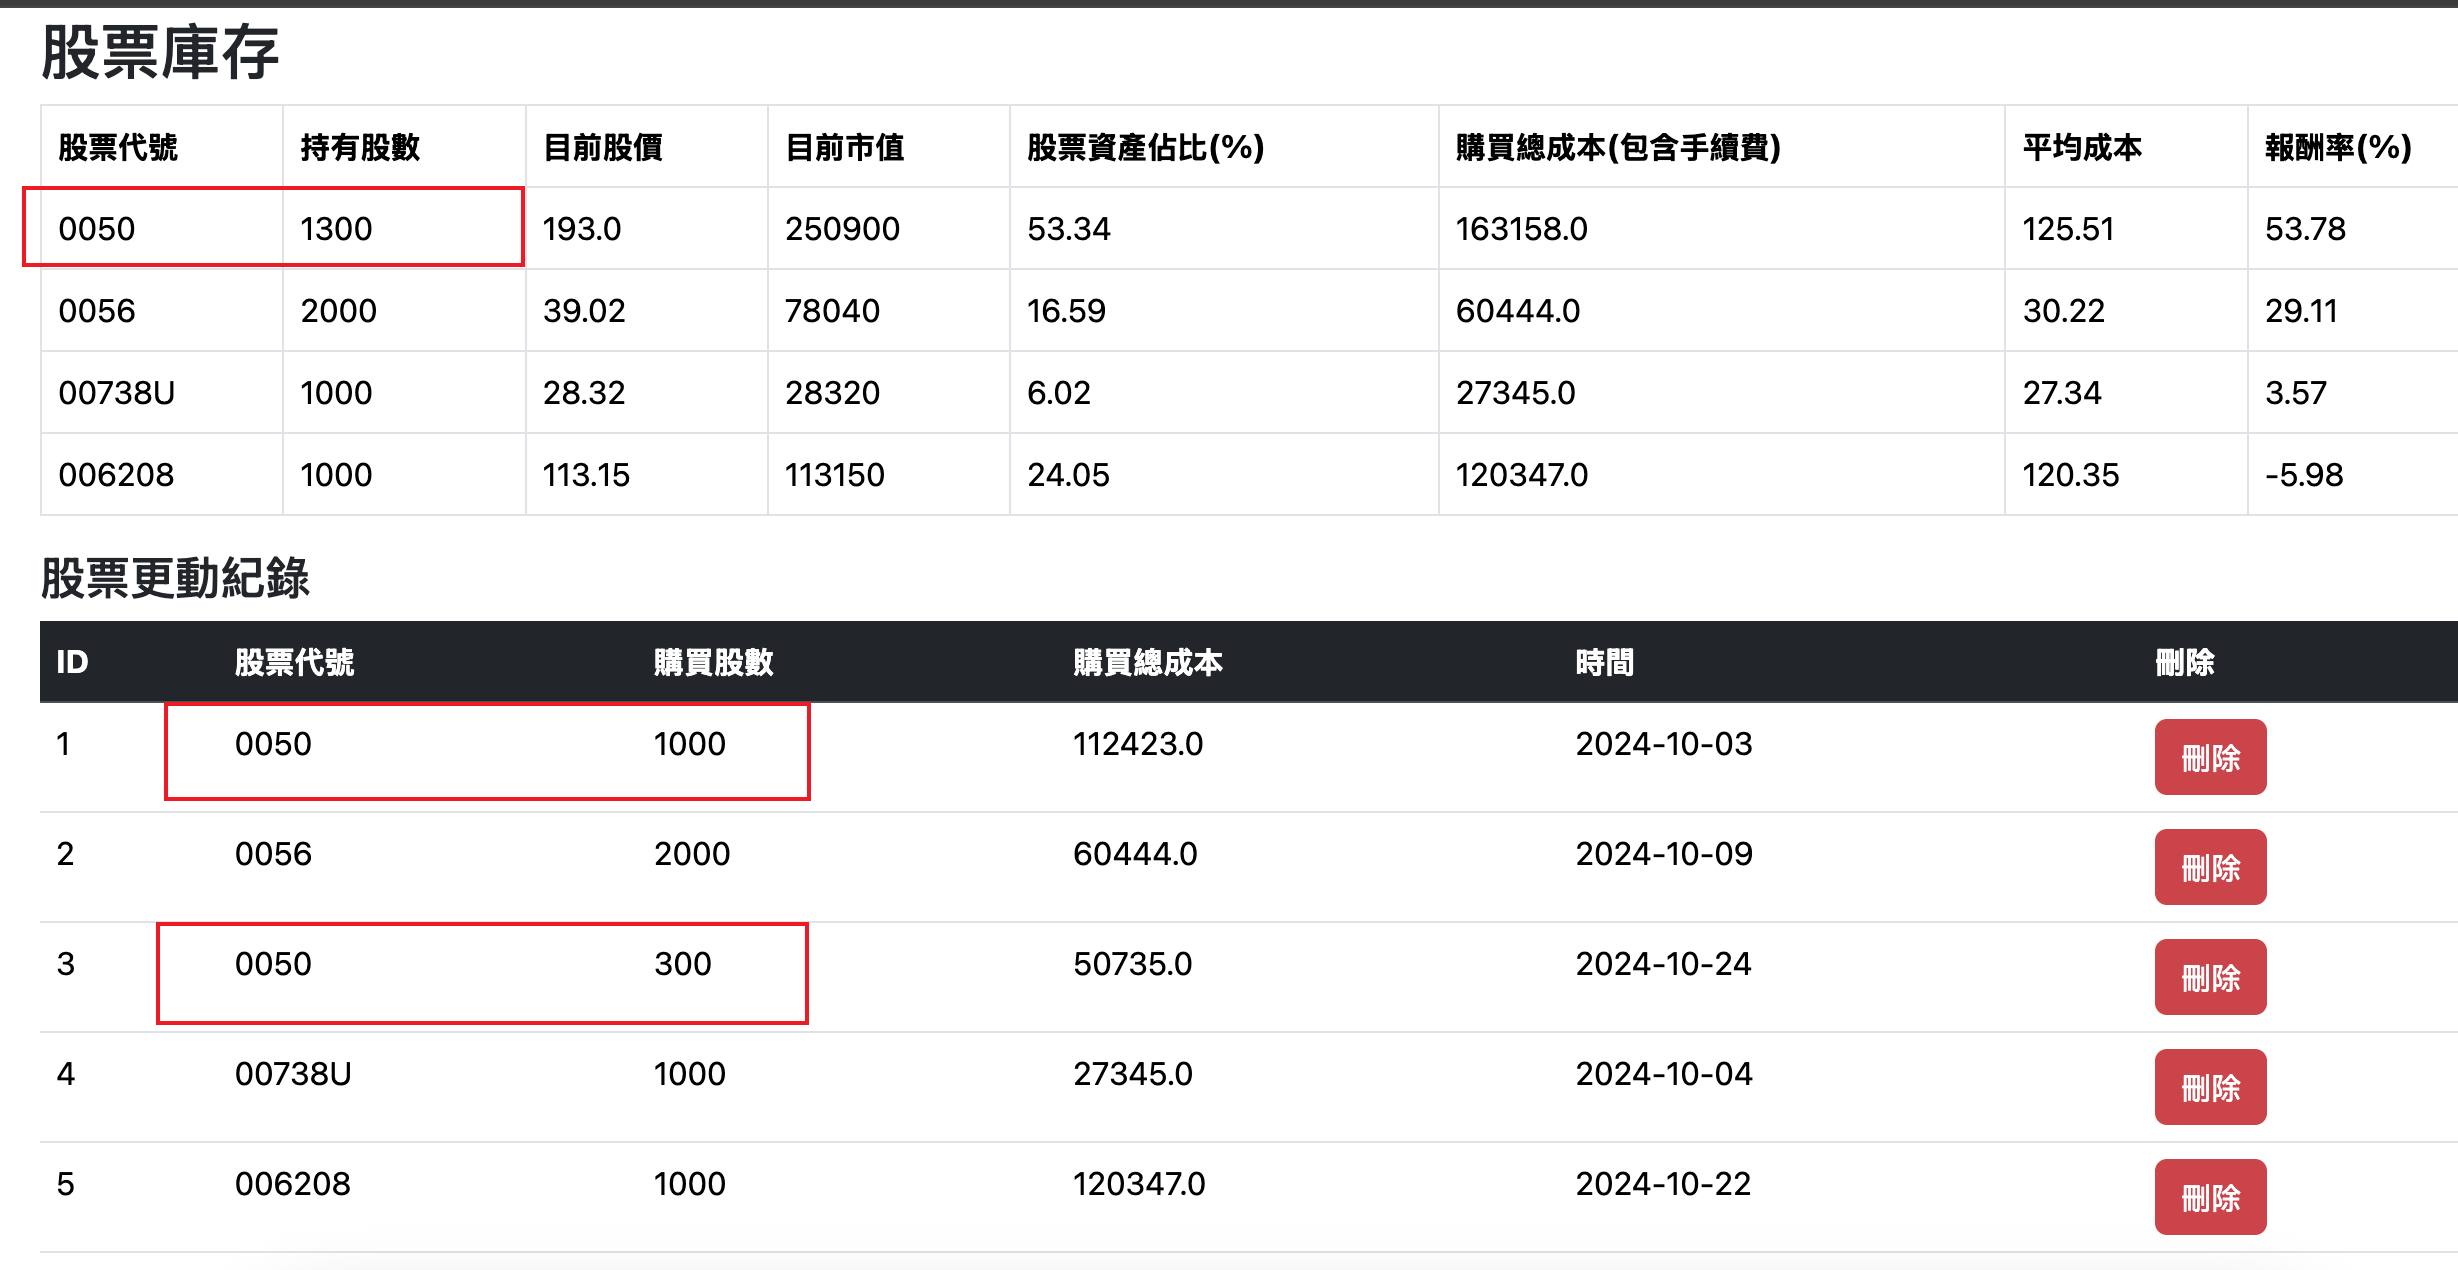 股票庫存
股票代號 持有股數 目前股價 目前市值 股票資產佔比(%) 購買總成本(包含手續費) 平均成本 報酬率(%)
0050 1300 193.0 250900 53.34 163158.0 125.51 53.78
0056 2000 39.02 78040 16.59 60444.0 30.22 29.11
00738U 1000 28.32 28320 6.02 27345.0 27.34 3.57
006208 1000 113.15 113150 24.05 120347.0 120.35 -5.98
股票更動紀錄
ID 股票代號 購買股數 購買總成本 時間 刪除
1 0050 1000 112423.0 2024-10-03 刪除
2 0056 2000 60444.0 2024-10-09 刪除
3 0050 300 50735.0 2024-10-24 刪除
4 00738U 1000 27345.0 2024-10-04 刪除
5 006208 1000 120347.0 2024-10-22 刪除